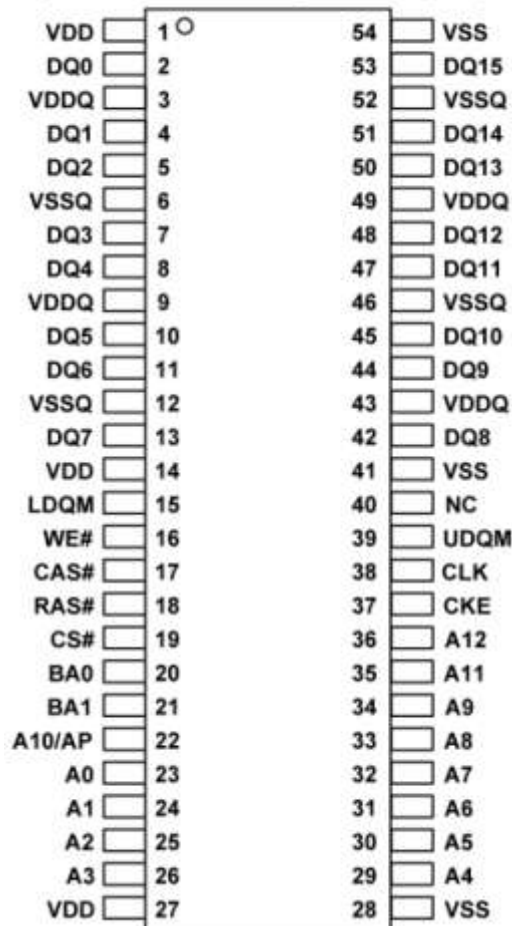 VDD 1 54 VSS
DQ0 2 53 DQ15
VDDQ 3 52 VSSQ
DQ1 4 51 DQ14
DQ2 5 50 DQ13
VSSQ 6 49 VDDQ
DQ3 7 48 DQ12
DQ4 8 47 DQ11
VDDQ 9 46 VSSQ
DQ5 10 45 DQ10
DQ6 11 44 DQ9
VSSQ 12 43 VDDQ
DQ7 13 42 DQ8
VDD 14 41 VSS
LDQM 15 40 NC
WE# 16 39 UDQM
CAS# 17 38 CLK
RAS# 18 37 CKE
CS# 19 36 A12
BA0 20 35 A11
BA1 21 34 A9
A10/AP 22 33 A8
A0 23 32 A7
A1 24 31 A6
A2 25 30 A5
A3 26 29 A4
VDD 27 28 VSS